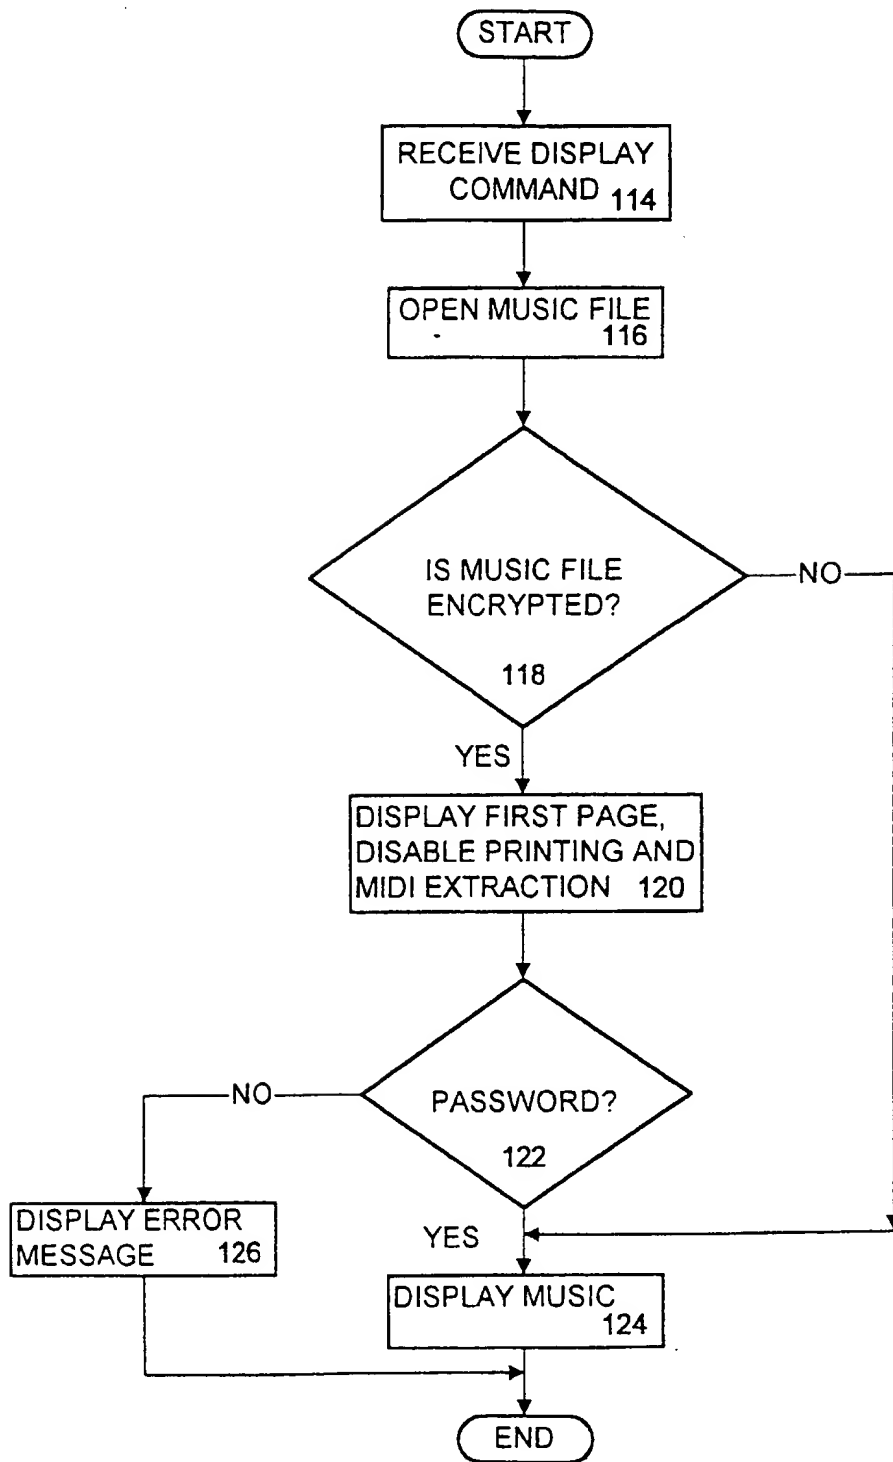 START
RECEIVE DISPLAY
COMMAND 114
OPEN MUSIC FILE
116
IS MUSIC FILE
ENCRYPTED?
118
NO
YES
DISPLAY FIRST PAGE,
DISABLE PRINTING AND
MIDI EXTRACTION 120
PASSWORD?
122
NO
YES
DISPLAY ERROR
MESSAGE 126
DISPLAY MUSIC
124
END